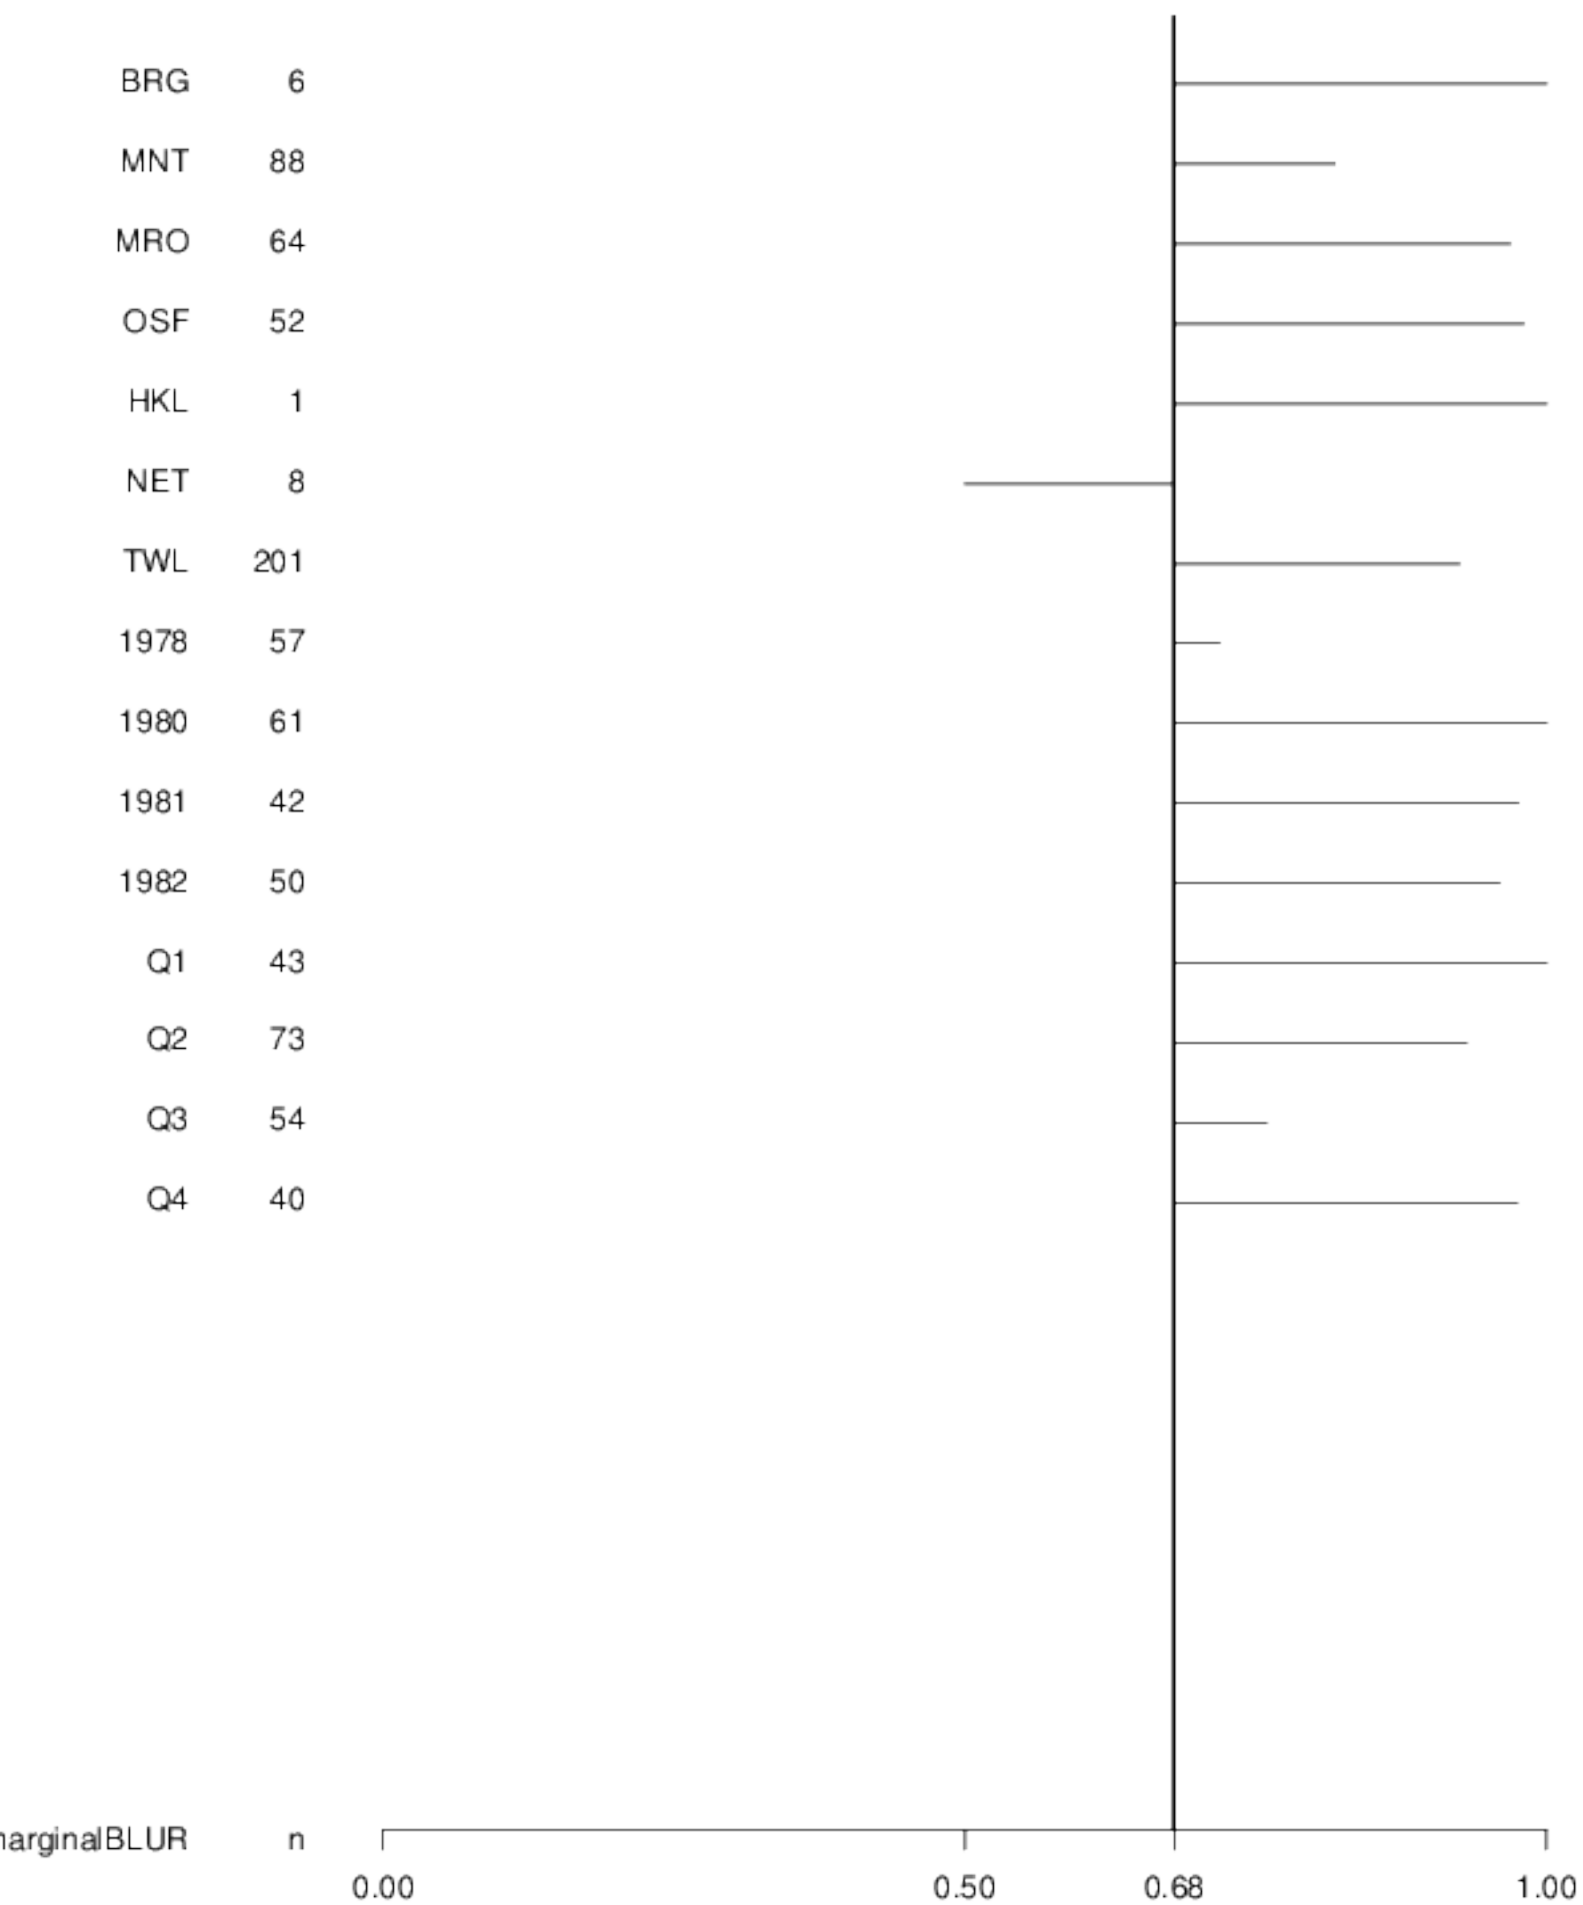 BRG 6
MNT 88
MRO 64
OSF 52
HKL 1
NET 8
TWL 201
1978 57
1980 61
1981 42
1982 50
Q1 43
Q2 73
Q3 54
Q4 40
arginalBLUR n
0.00 0.50 0.68 1.00